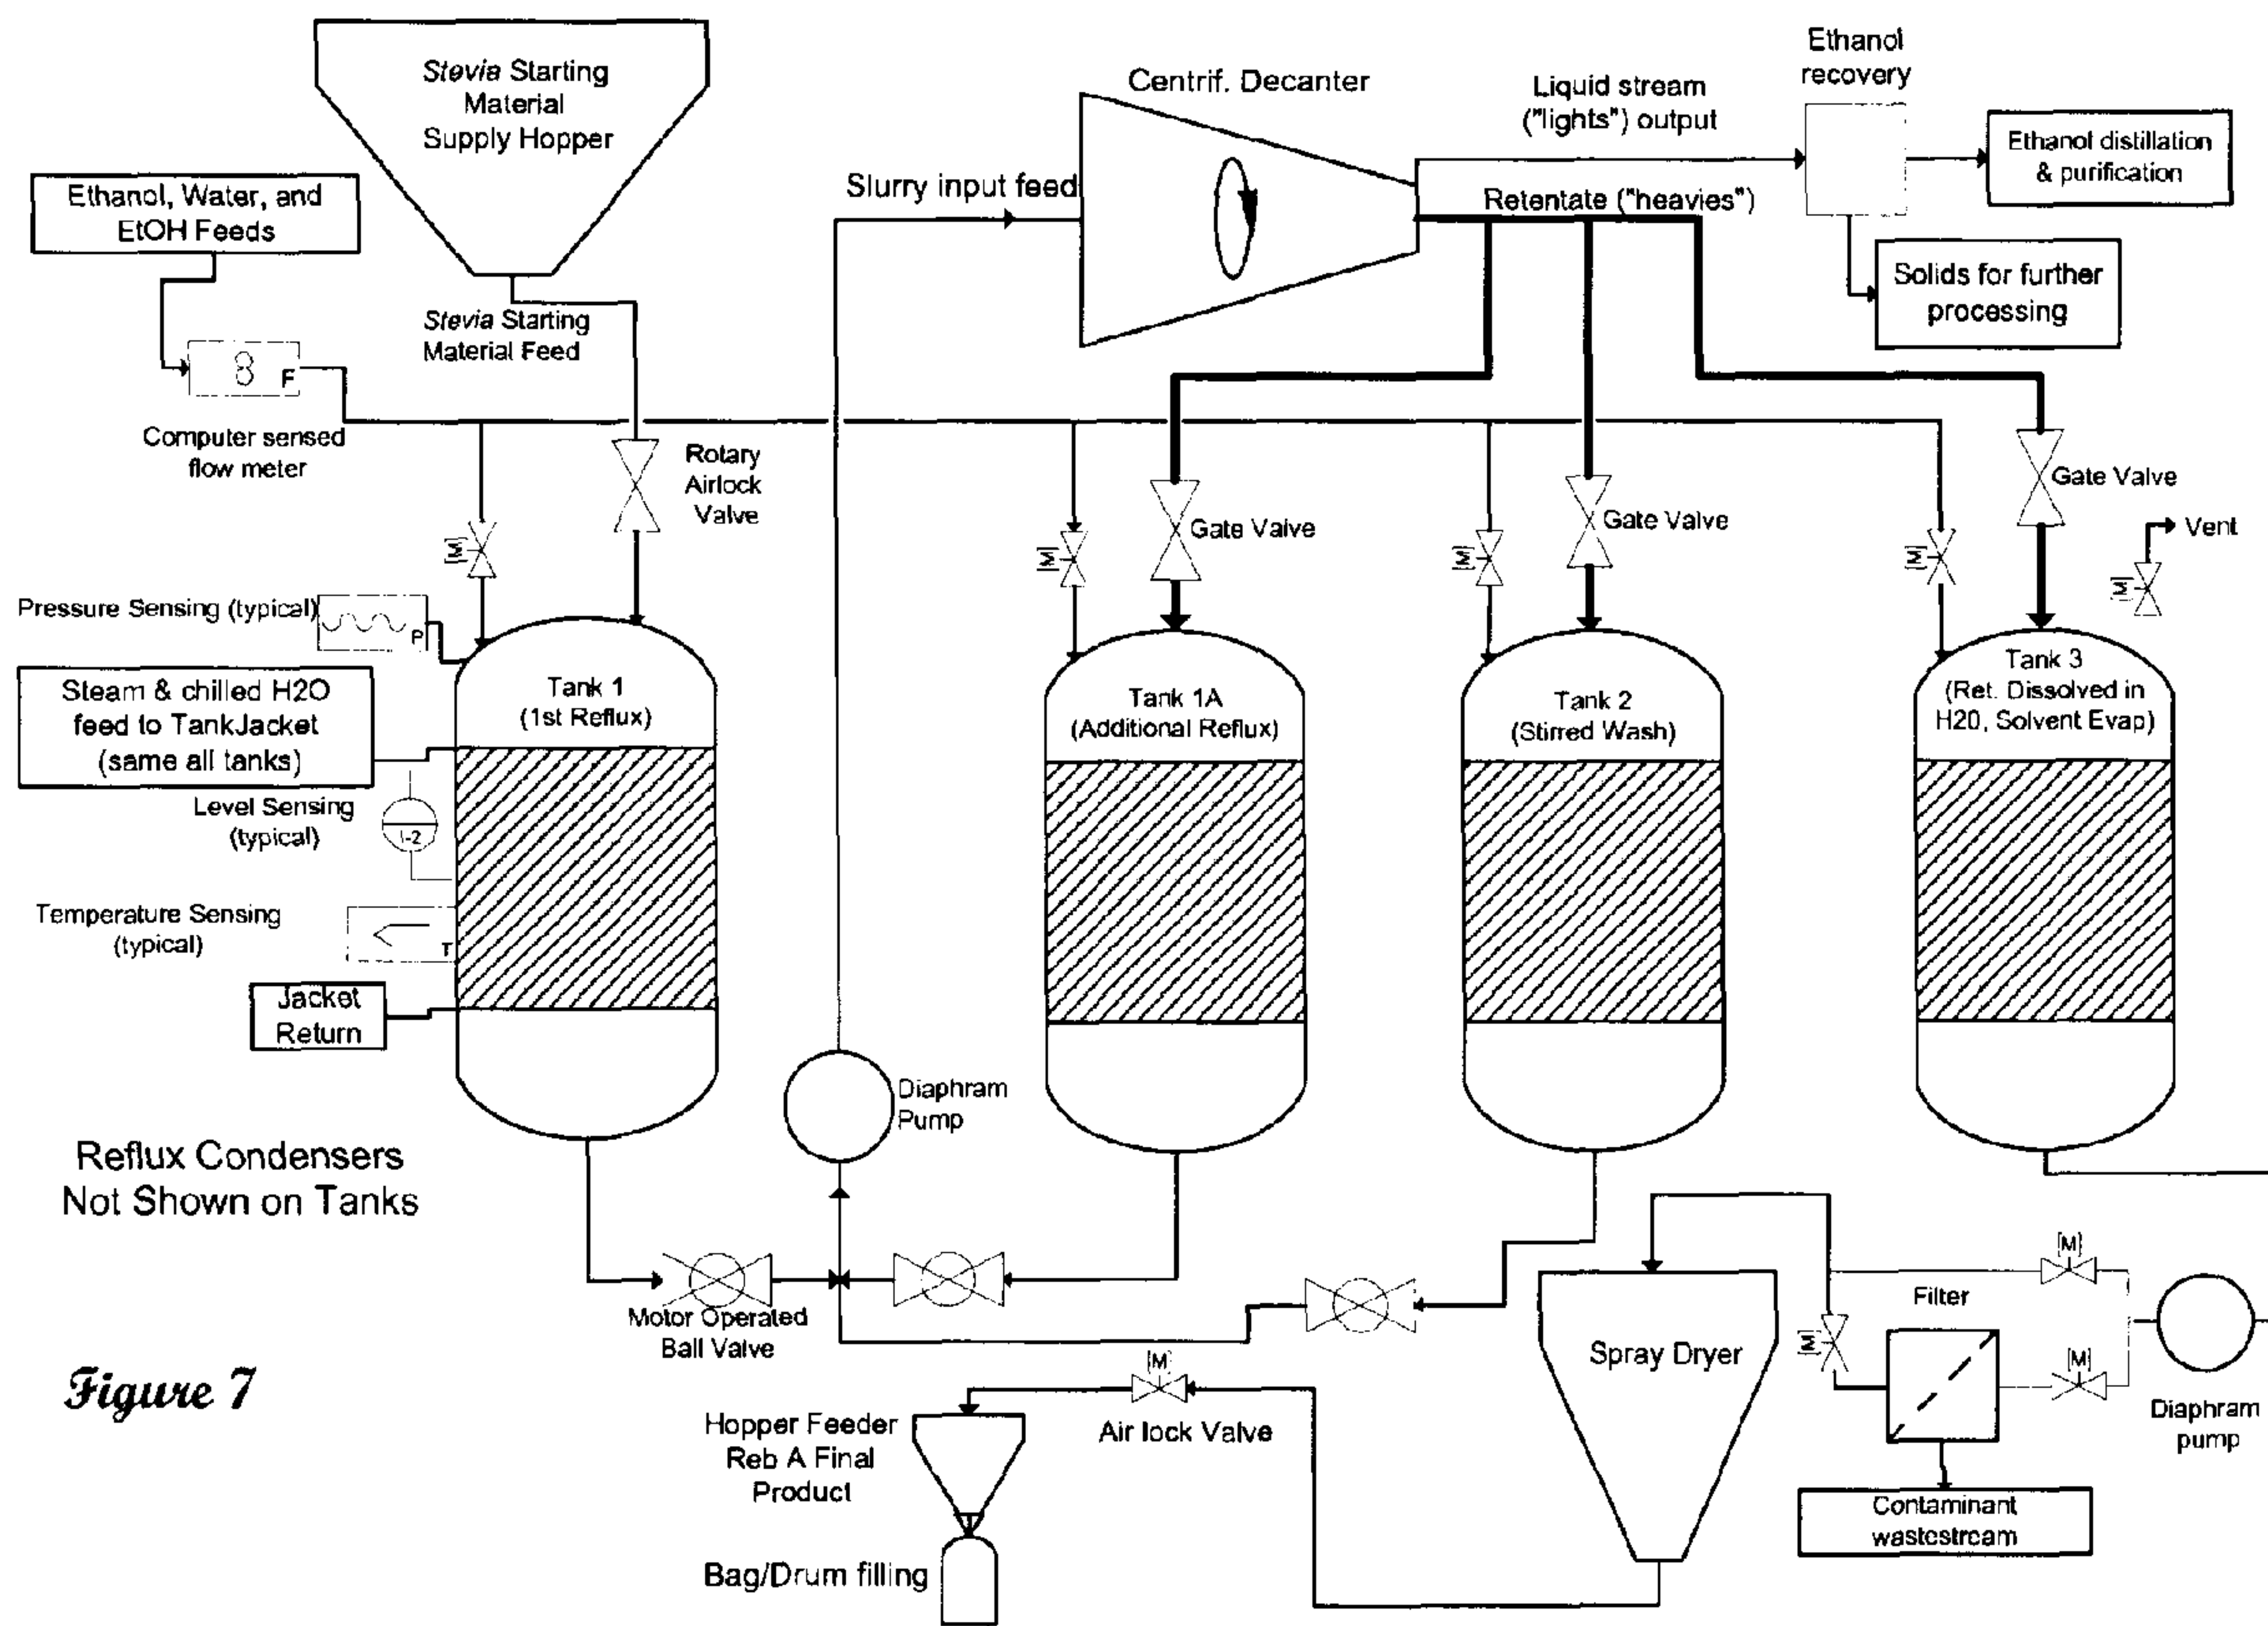 Stevia Starting
Material
Supply Hopper
Ethanol, Water, and
EtOH Feeds
Stevia Starting
Material Feed
F
Computer sensed
flow meter
Rotary
Airlock
Valve
Centrif. Decanter
Slurry input feed
Liquid stream
("lights") output
Retentate ("heavies")
Ethanol
recovery
Ethanol distillation
& purification
Solids for further
processing
[M]
[M]
Gate Valve
[M]
Gate Valve
[M]
Gate Valve
Vent
[M]
Pressure Sensing (typical)
P
Steam & chilled H2O
feed to TankJacket
(same all tanks)
Level Sensing
(typical)
Temperature Sensing
(typical)
T
Jacket
Return
Tank 1
(1st Reflux)
Tank 1A
(Additional Reflux)
Tank 2
(Stirred Wash)
Tank 3
(Ret. Dissolved in
H20, Solvent Evap)
Diaphram
Pump
Reflux Condensers
Not Shown on Tanks
Motor Operated
Ball Valve
Figure 7
Hopper Feeder
Reb A Final
Product
[M]
Air lock Valve
Bag/Drum filling
Spray Dryer
[M]
Filter
[M]
[M]
Diaphram
pump
Contaminant
wastestream